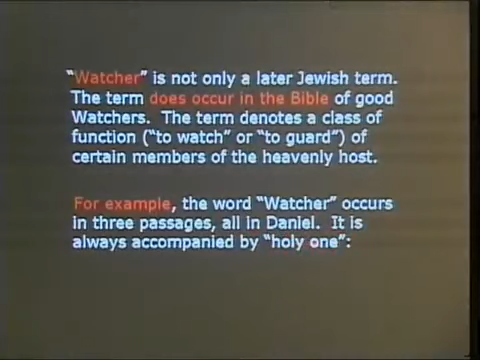 “Watcher” is not only a later Jewish term.
The term does occur in the Bible of good
Watchers.  The term denotes a class of
function (“to watch” or “to guard”) of
certain members of the heavenly host.
For example, the word “Watcher” occurs
in three passages, all in Daniel.  It is
always accompanied by “holy one”: